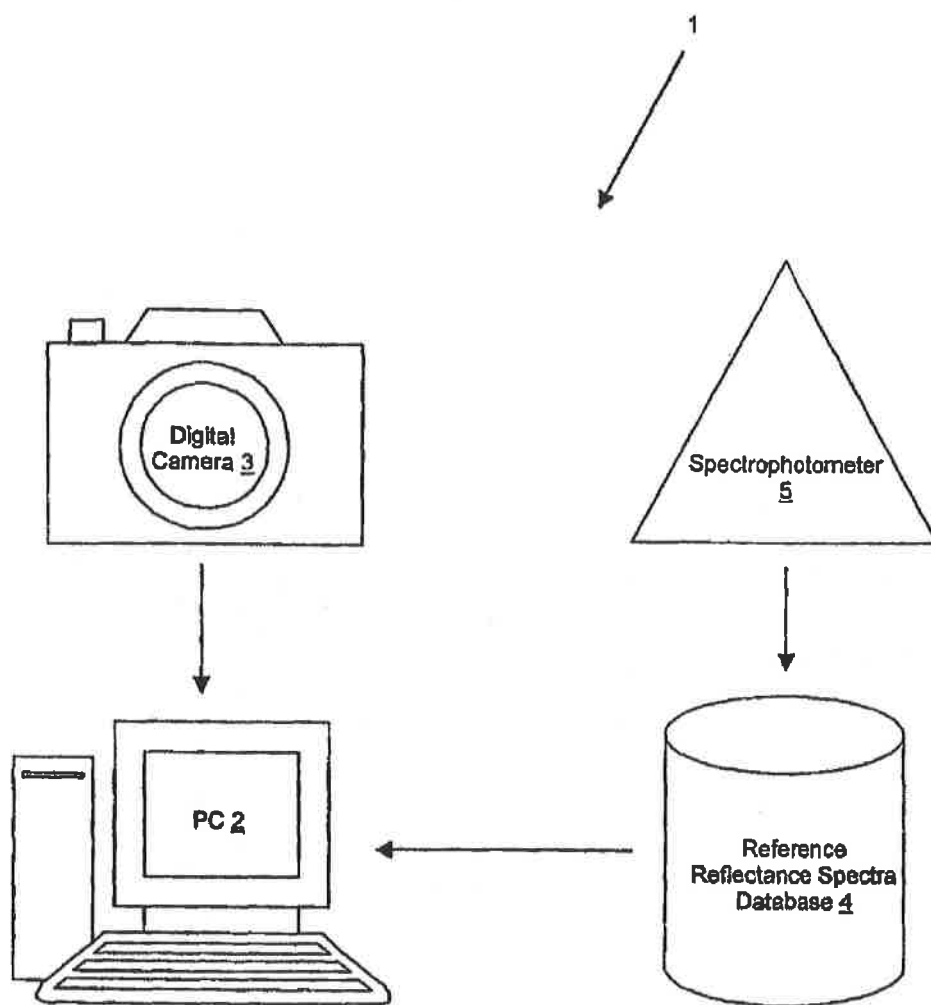 1
Digital
Camera 3
Spectrophotometer
5
PC 2
Reference
Reflectance Spectra
Database 4